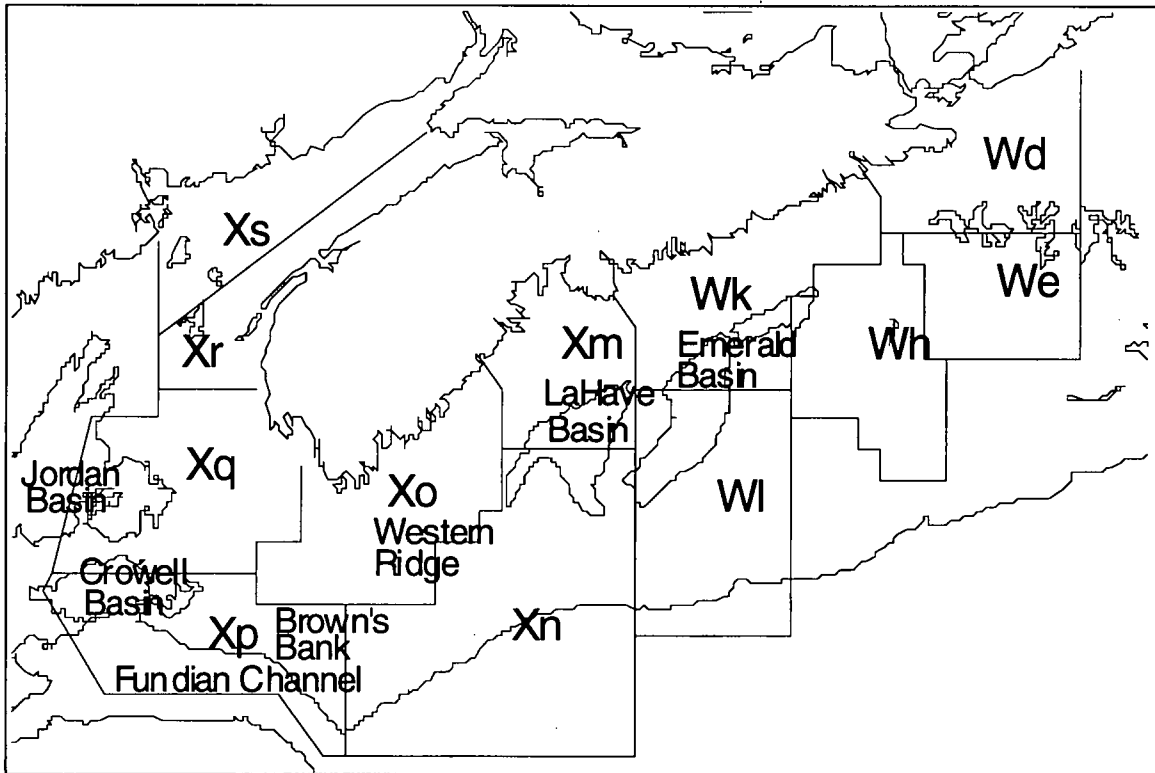 Wd
Xs
We
Wk
Xr
Xm
Wh
Emerald
Basin
LaHave
Basin
Jordan
Basin
Xq
Xo
Wl
Western
Ridge
Crowell
Basin
Xp
Brown's
Bank
Xn
Fundian Channel